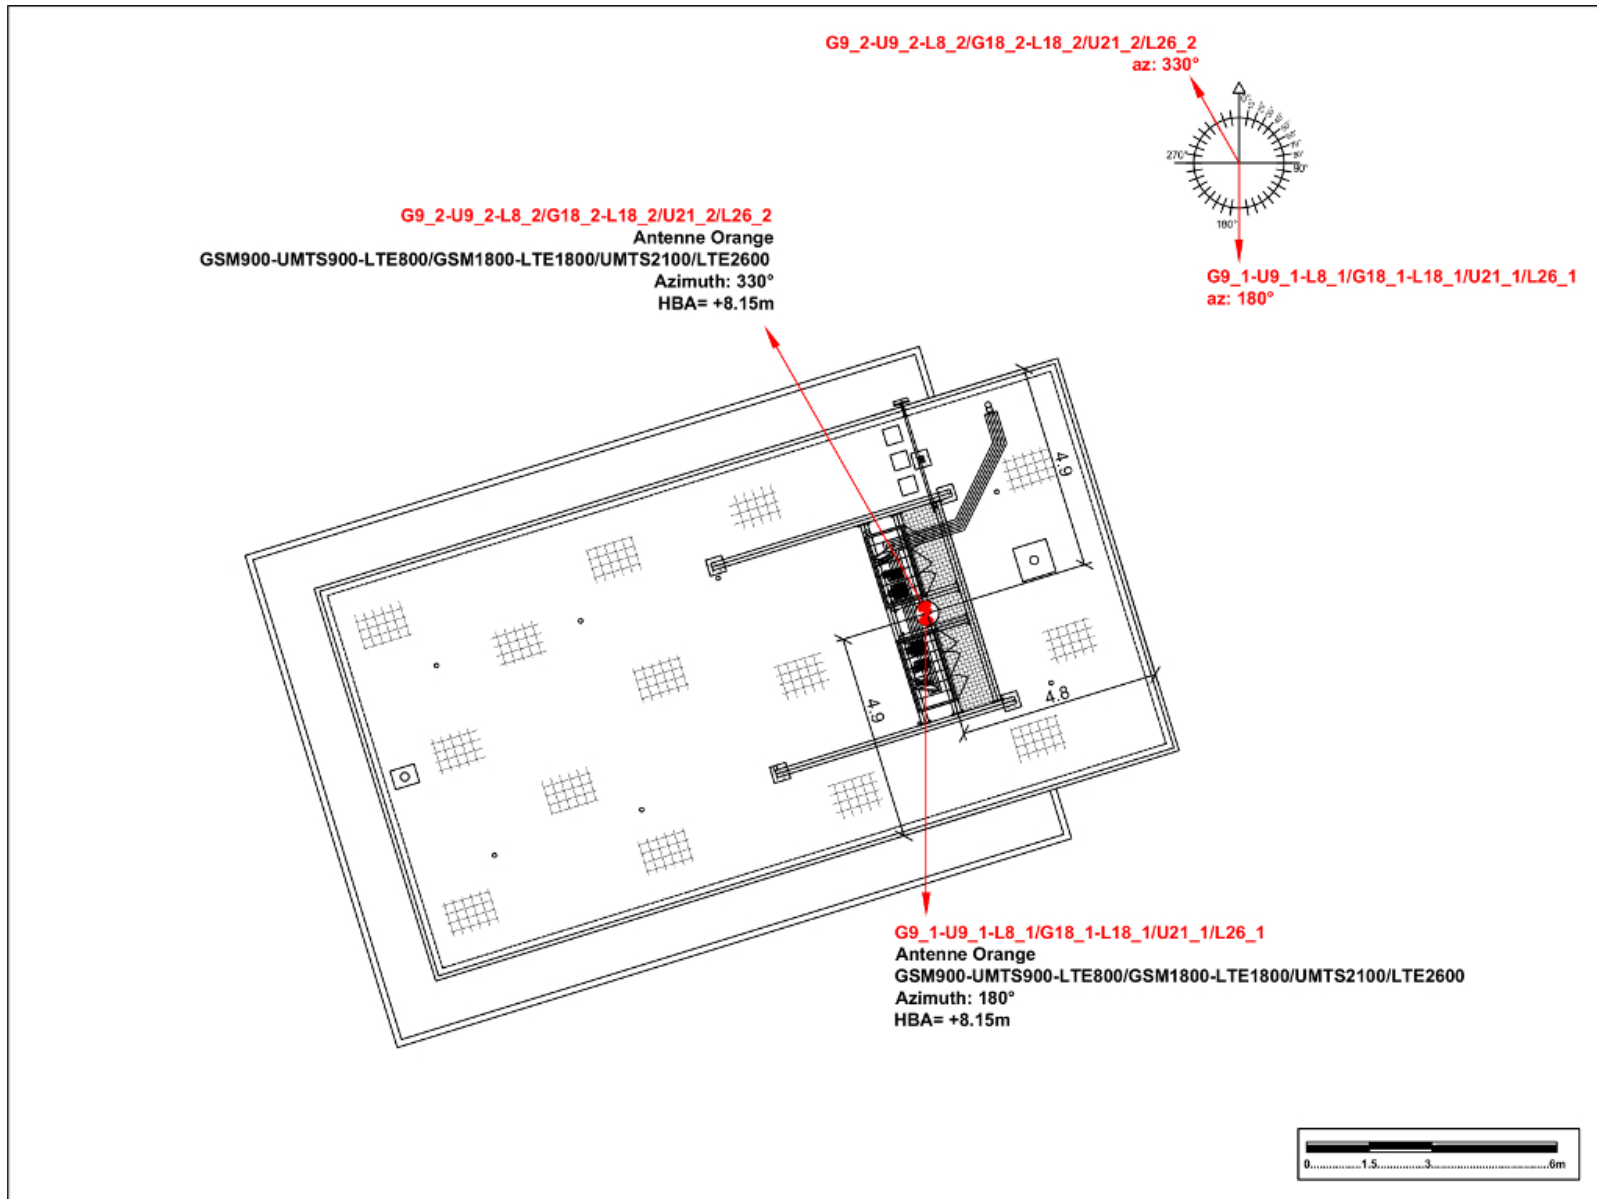 G9_2-U9_2-L8_2/G18_2-L18_2/U21_2/L26_2
az: 330°
0°
270°
90°
180°
G9_1-U9_1-L8_1/G18_1-L18_1/U21_1/L26_1
az: 180°
G9_2-U9_2-L8_2/G18_2-L18_2/U21_2/L26_2
Antenne Orange
GSM900-UMTS900-LTE800/GSM1800-LTE1800/UMTS2100/LTE2600
Azimuth: 330°
HBA= +8.15m
4.9
4.8
4.9
G9_1-U9_1-L8_1/G18_1-L18_1/U21_1/L26_1
Antenne Orange
GSM900-UMTS900-LTE800/GSM1800-LTE1800/UMTS2100/LTE2600
Azimuth: 180°
HBA= +8.15m
0 1.5 3 6m